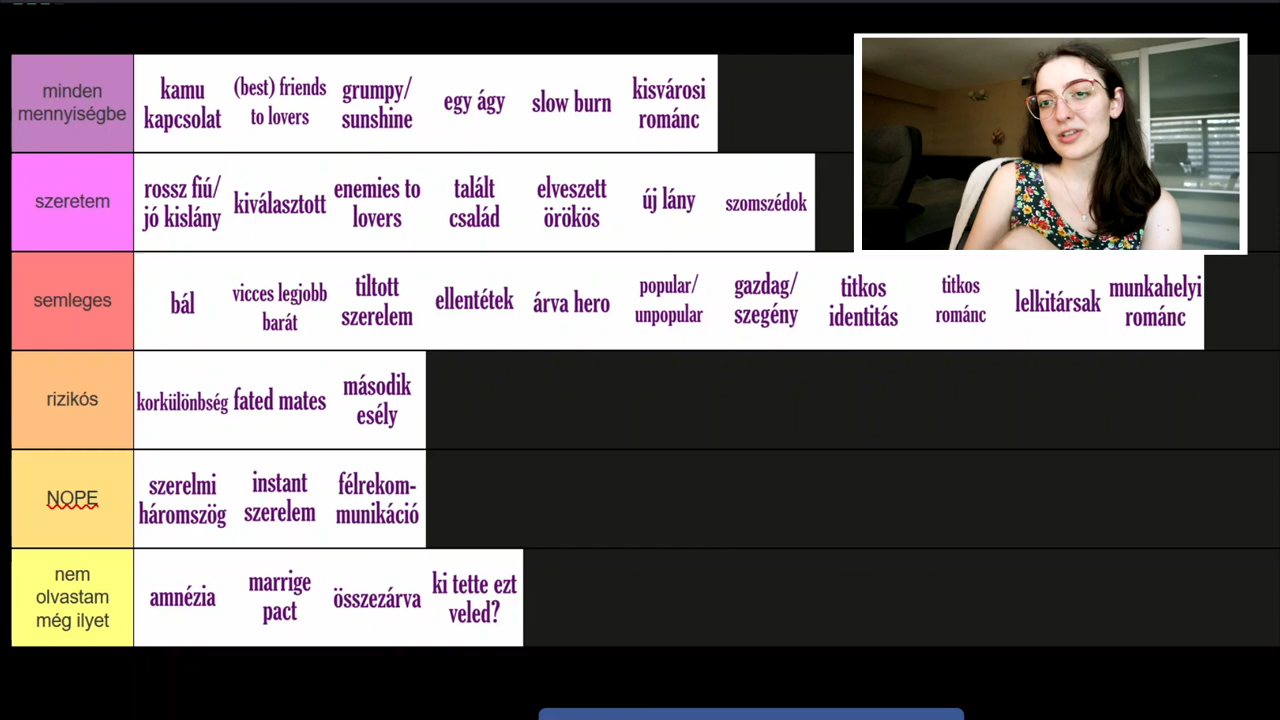 minden
mennyiségbe
kamu
kapcsolat
(best) friends
to lovers
grumpy/
sunshine
egy ágy
slow burn
kisvárosi
románc
szeretem
rossz fiú/
jó kislány
kiválasztott
enemies to
lovers
talált
család
elveszett
örökös
új lány
szomszédok
semleges
bál
vicces legjobb
barát
tiltott
szerelem
ellentétek
árva hero
popular/
unpopular
gazdag/
szegény
titkos
identitás
titkos
románc
lelkitársak
munkahelyi
románc
rizikós
korkülönbség
fated mates
második
esély
NOPE
szerelmi
háromszög
instant
szerelem
félrekom-
munikáció
nem
olvastam
még ilyet
amnézia
marrige
pact
összezárva
ki tette ezt
veled?